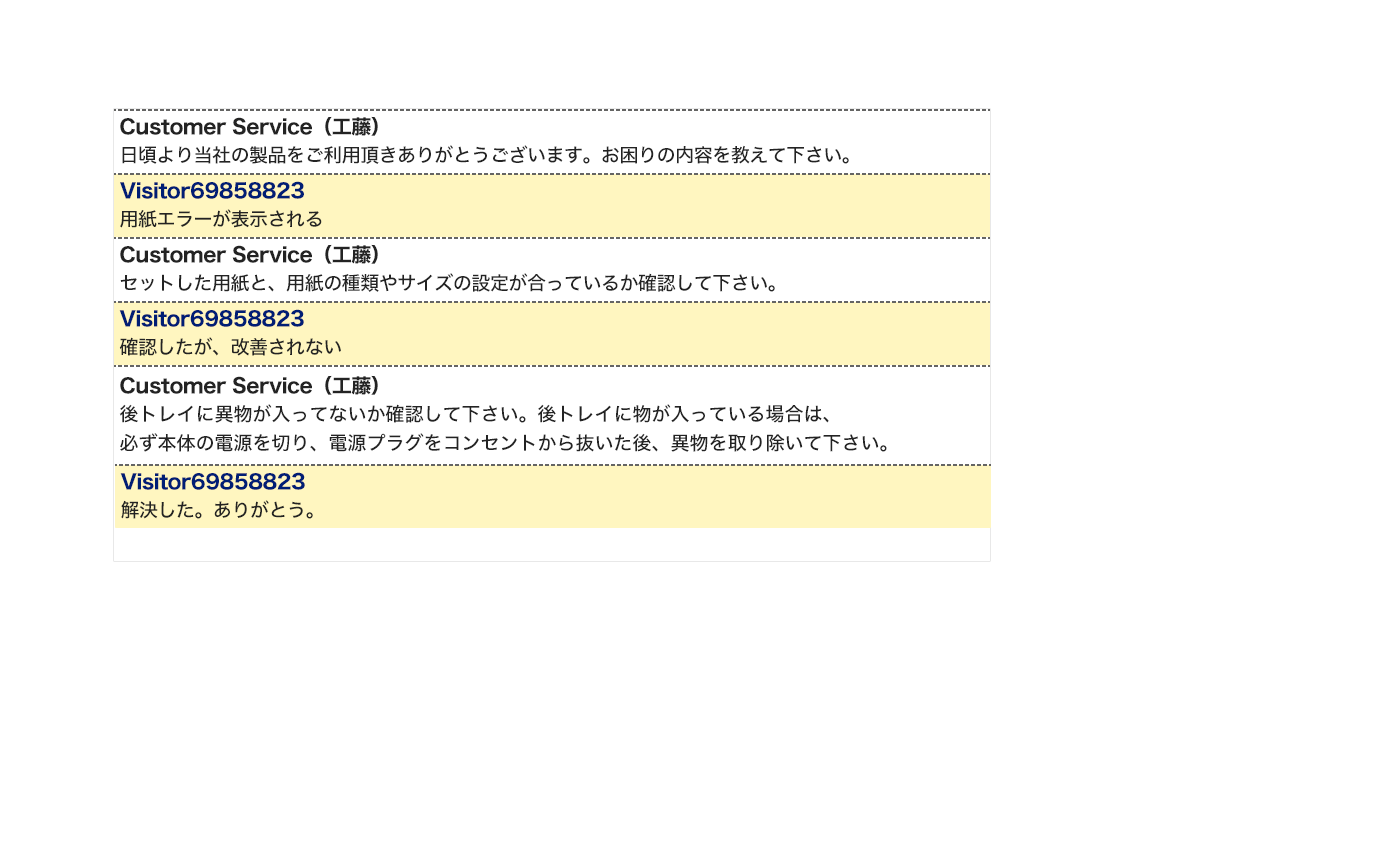 Customer Service（工藤）
日頃より当社の製品をご利用頂きありがとうございます。お困りの内容を教えて下さい。
Visitor69858823
用紙エラーが表示される
Customer Service（工藤）
セットした用紙と、用紙の種類やサイズの設定が合っているか確認して下さい。
Visitor69858823
確認したが、改善されない
Customer Service（工藤）
後トレイに異物が入ってないか確認して下さい。後トレイに物が入っている場合は、
必ず本体の電源を切り、電源プラグをコンセントから抜いた後、異物を取り除いて下さい。
Visitor69858823
解決した。ありがとう。